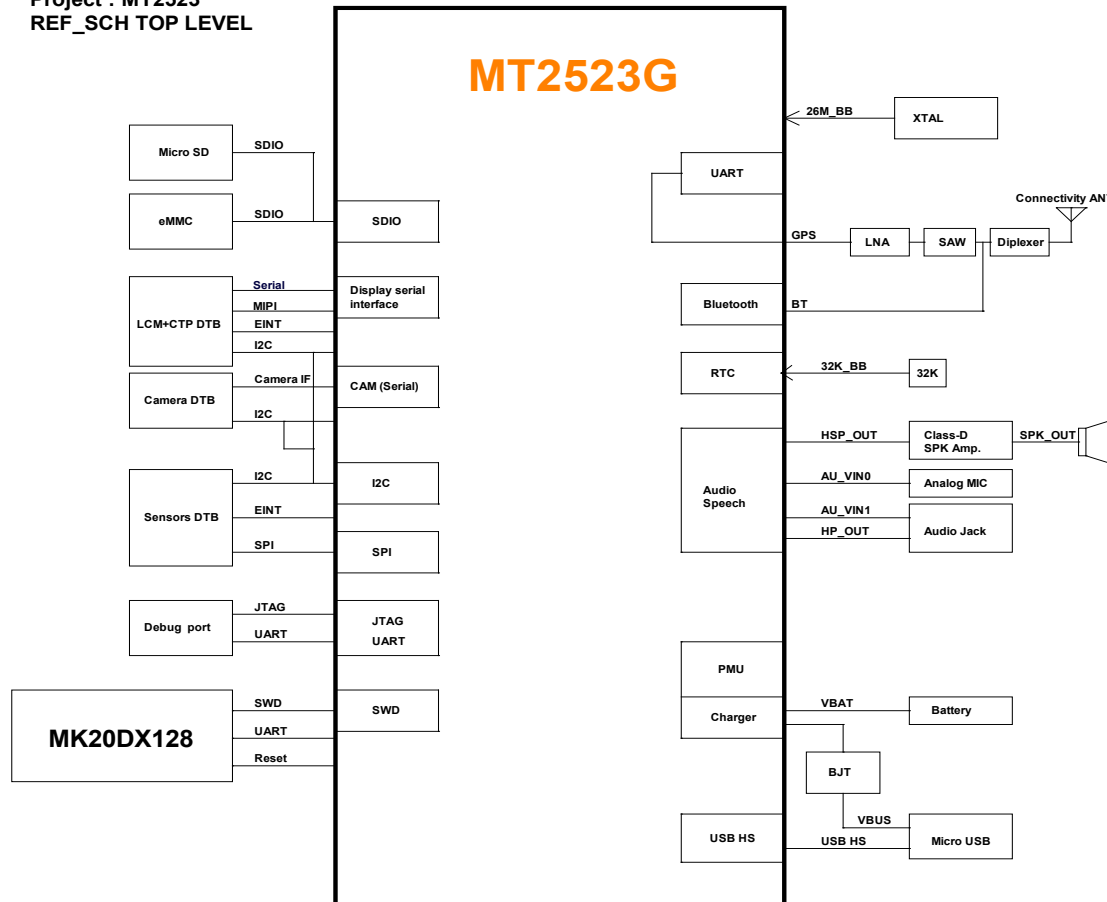 Project : MT2523
REF_SCH TOP LEVEL
MT2523G
26M_BB
XTAL
Micro SD
SDIO
UART
eMMC
SDIO
SDIO
Connectivity AN
GPS
LNA
SAW
Diplexer
LCM+CTP DTB
Serial
MIPI
EINT
I2C
Display serial
interface
Bluetooth
BT
RTC
32K_BB
32K
Camera DTB
Camera IF
I2C
CAM (Serial)
Audio
Speech
HSP_OUT
Class-D
SPK Amp.
SPK_OUT
AU_VIN0
Analog MIC
AU_VIN1
HP_OUT
Audio Jack
Sensors DTB
I2C
EINT
SPI
I2C
SPI
Debug port
JTAG
UART
JTAG
UART
PMU
Charger
VBAT
Battery
MK20DX128
SWD
UART
Reset
SWD
BJT
VBUS
USB HS
USB HS
Micro USB